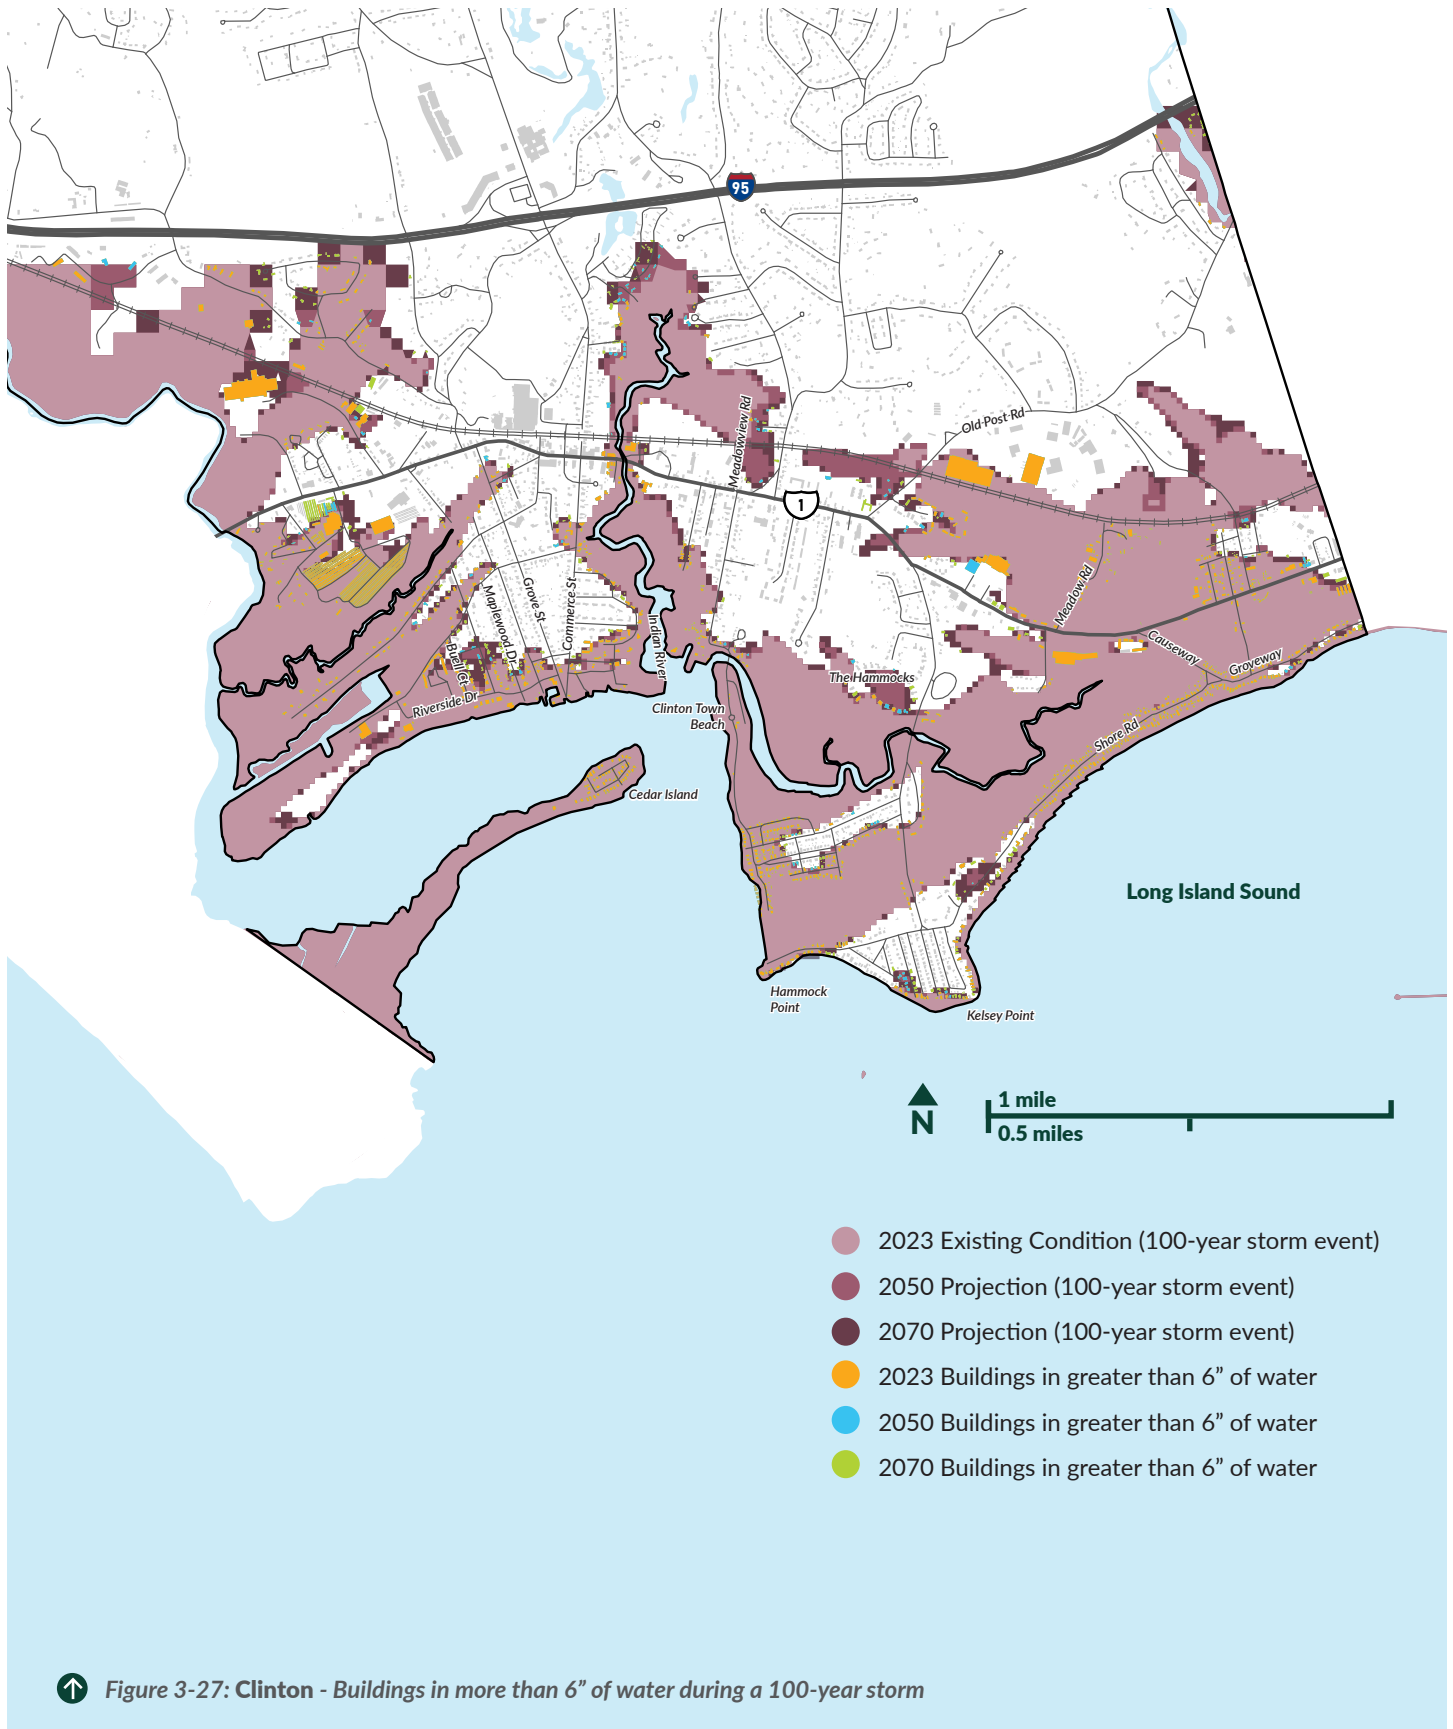 95
Old Post Rd
Meadowview Rd
1
Grove St
Commerce St
Maplewood Dr
Buell Ct
Indian River
Meadow Rd
Causeway
Groveway
The Hammocks
Riverside Dr
Clinton Town
Beach
Shore Rd
Cedar Island
Long Island Sound
Hammock
Point
Kelsey Point
N
1 mile
0.5 miles
2023 Existing Condition (100-year storm event)
2050 Projection (100-year storm event)
2070 Projection (100-year storm event)
2023 Buildings in greater than 6” of water
2050 Buildings in greater than 6” of water
2070 Buildings in greater than 6” of water
Figure 3-27: Clinton - Buildings in more than 6” of water during a 100-year storm